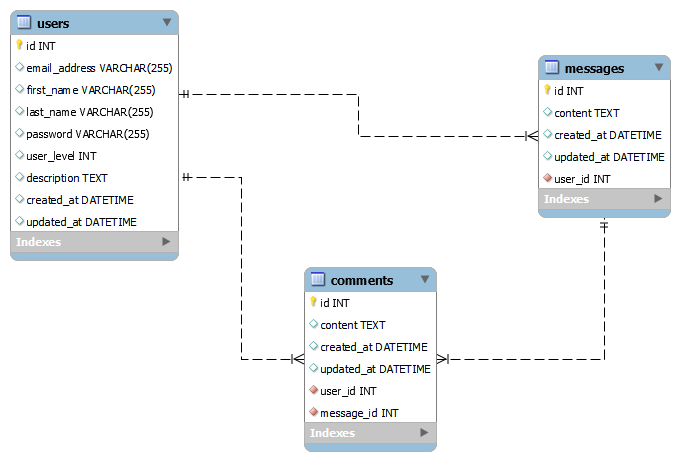 users
id INT
email_address VARCHAR(255)
first_name VARCHAR(255)
last_name VARCHAR(255)
password VARCHAR(255)
user_level INT
description TEXT
created_at DATETIME
updated_at DATETIME
Indexes
messages
id INT
content TEXT
created_at DATETIME
updated_at DATETIME
user_id INT
Indexes
comments
id INT
content TEXT
created_at DATETIME
updated_at DATETIME
user_id INT
message_id INT
Indexes